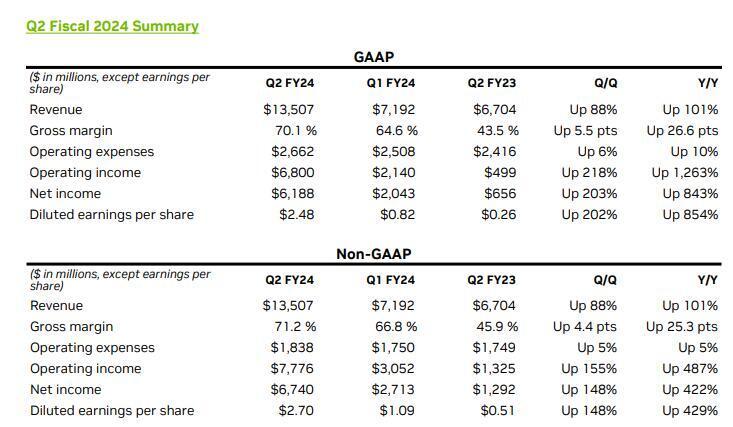 Q2 Fiscal 2024 Summary
GAAP
($ in millions, except earnings per share) Q2 FY24 Q1 FY24 Q2 FY23 Q/Q Y/Y
Revenue $13,507 $7,192 $6,704 Up 88% Up 101%
Gross margin 70.1 % 64.6 % 43.5 % Up 5.5 pts Up 26.6 pts
Operating expenses $2,662 $2,508 $2,416 Up 6% Up 10%
Operating income $6,800 $2,140 $499 Up 218% Up 1,263%
Net income $6,188 $2,043 $656 Up 203% Up 843%
Diluted earnings per share $2.48 $0.82 $0.26 Up 202% Up 854%
Non-GAAP
($ in millions, except earnings per share) Q2 FY24 Q1 FY24 Q2 FY23 Q/Q Y/Y
Revenue $13,507 $7,192 $6,704 Up 88% Up 101%
Gross margin 71.2 % 66.8 % 45.9 % Up 4.4 pts Up 25.3 pts
Operating expenses $1,838 $1,750 $1,749 Up 5% Up 5%
Operating income $7,776 $3,052 $1,325 Up 155% Up 487%
Net income $6,740 $2,713 $1,292 Up 148% Up 422%
Diluted earnings per share $2.70 $1.09 $0.51 Up 148% Up 429%